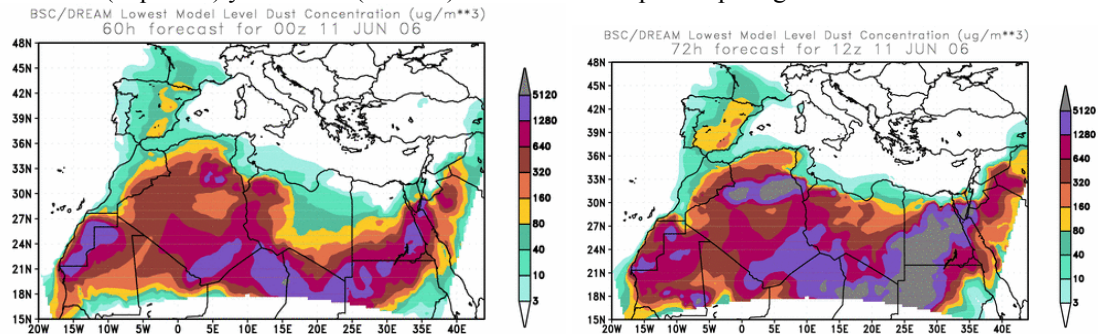 BSC/DREAM Lowest Model Level Dust Concentration (ug/m**3)
60h forecast for 00z 11 JUN 06
48N
45N
42N
39N
36N
33N
30N
27N
24N
21N
18N
15N
20W 15W 10W 5W 0 5E 10E 15E 20E 25E 30E 35E 40E
5120
1280
640
320
160
80
40
10
3
BSC/DREAM Lowest Model Level Dust Concentration (ug/m**3)
72h forecast for 12z 11 JUN 06
48N
45N
42N
39N
36N
33N
30N
27N
24N
21N
18N
15N
20W 15W 10W 5W 0 5E 10E 15E 20E 25E 30E 35E 40E
5120
1280
640
320
160
80
40
10
3